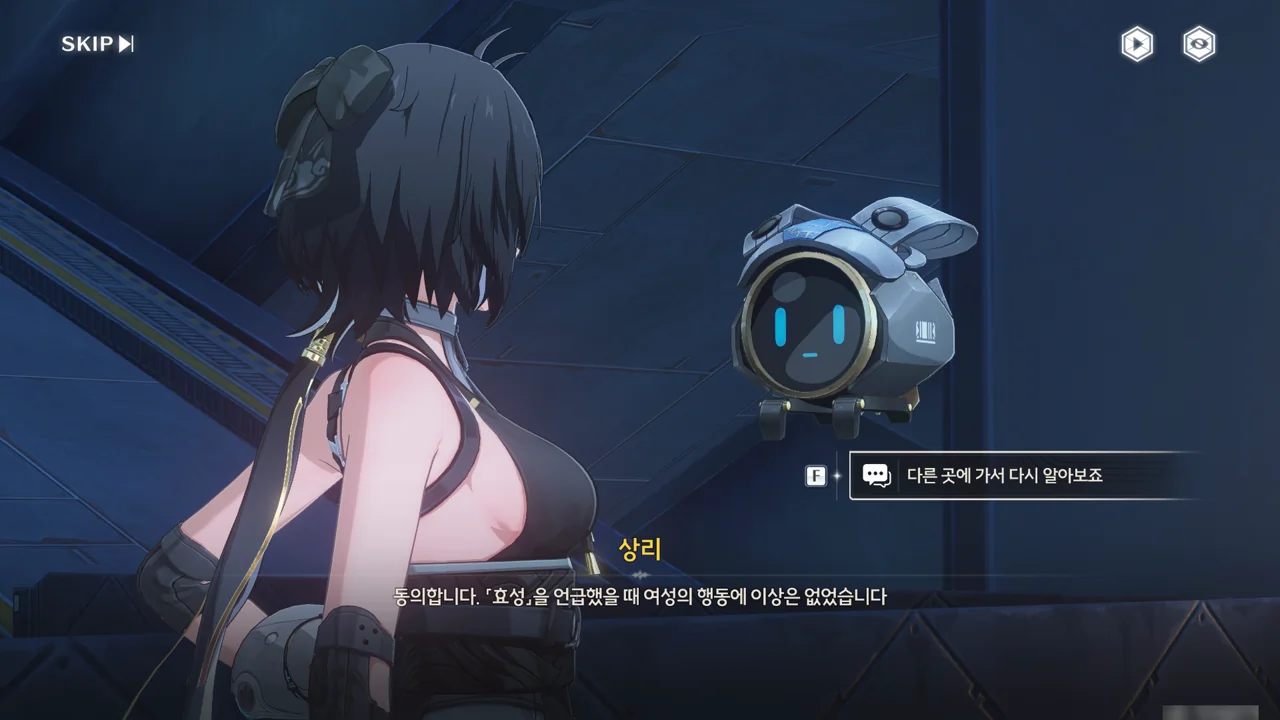 SKIP
F
다른 곳에 가서 다시 알아보죠
상리
동의합니다. 「효성」을 언급했을 때 여성의 행동에 이상은 없었습니다